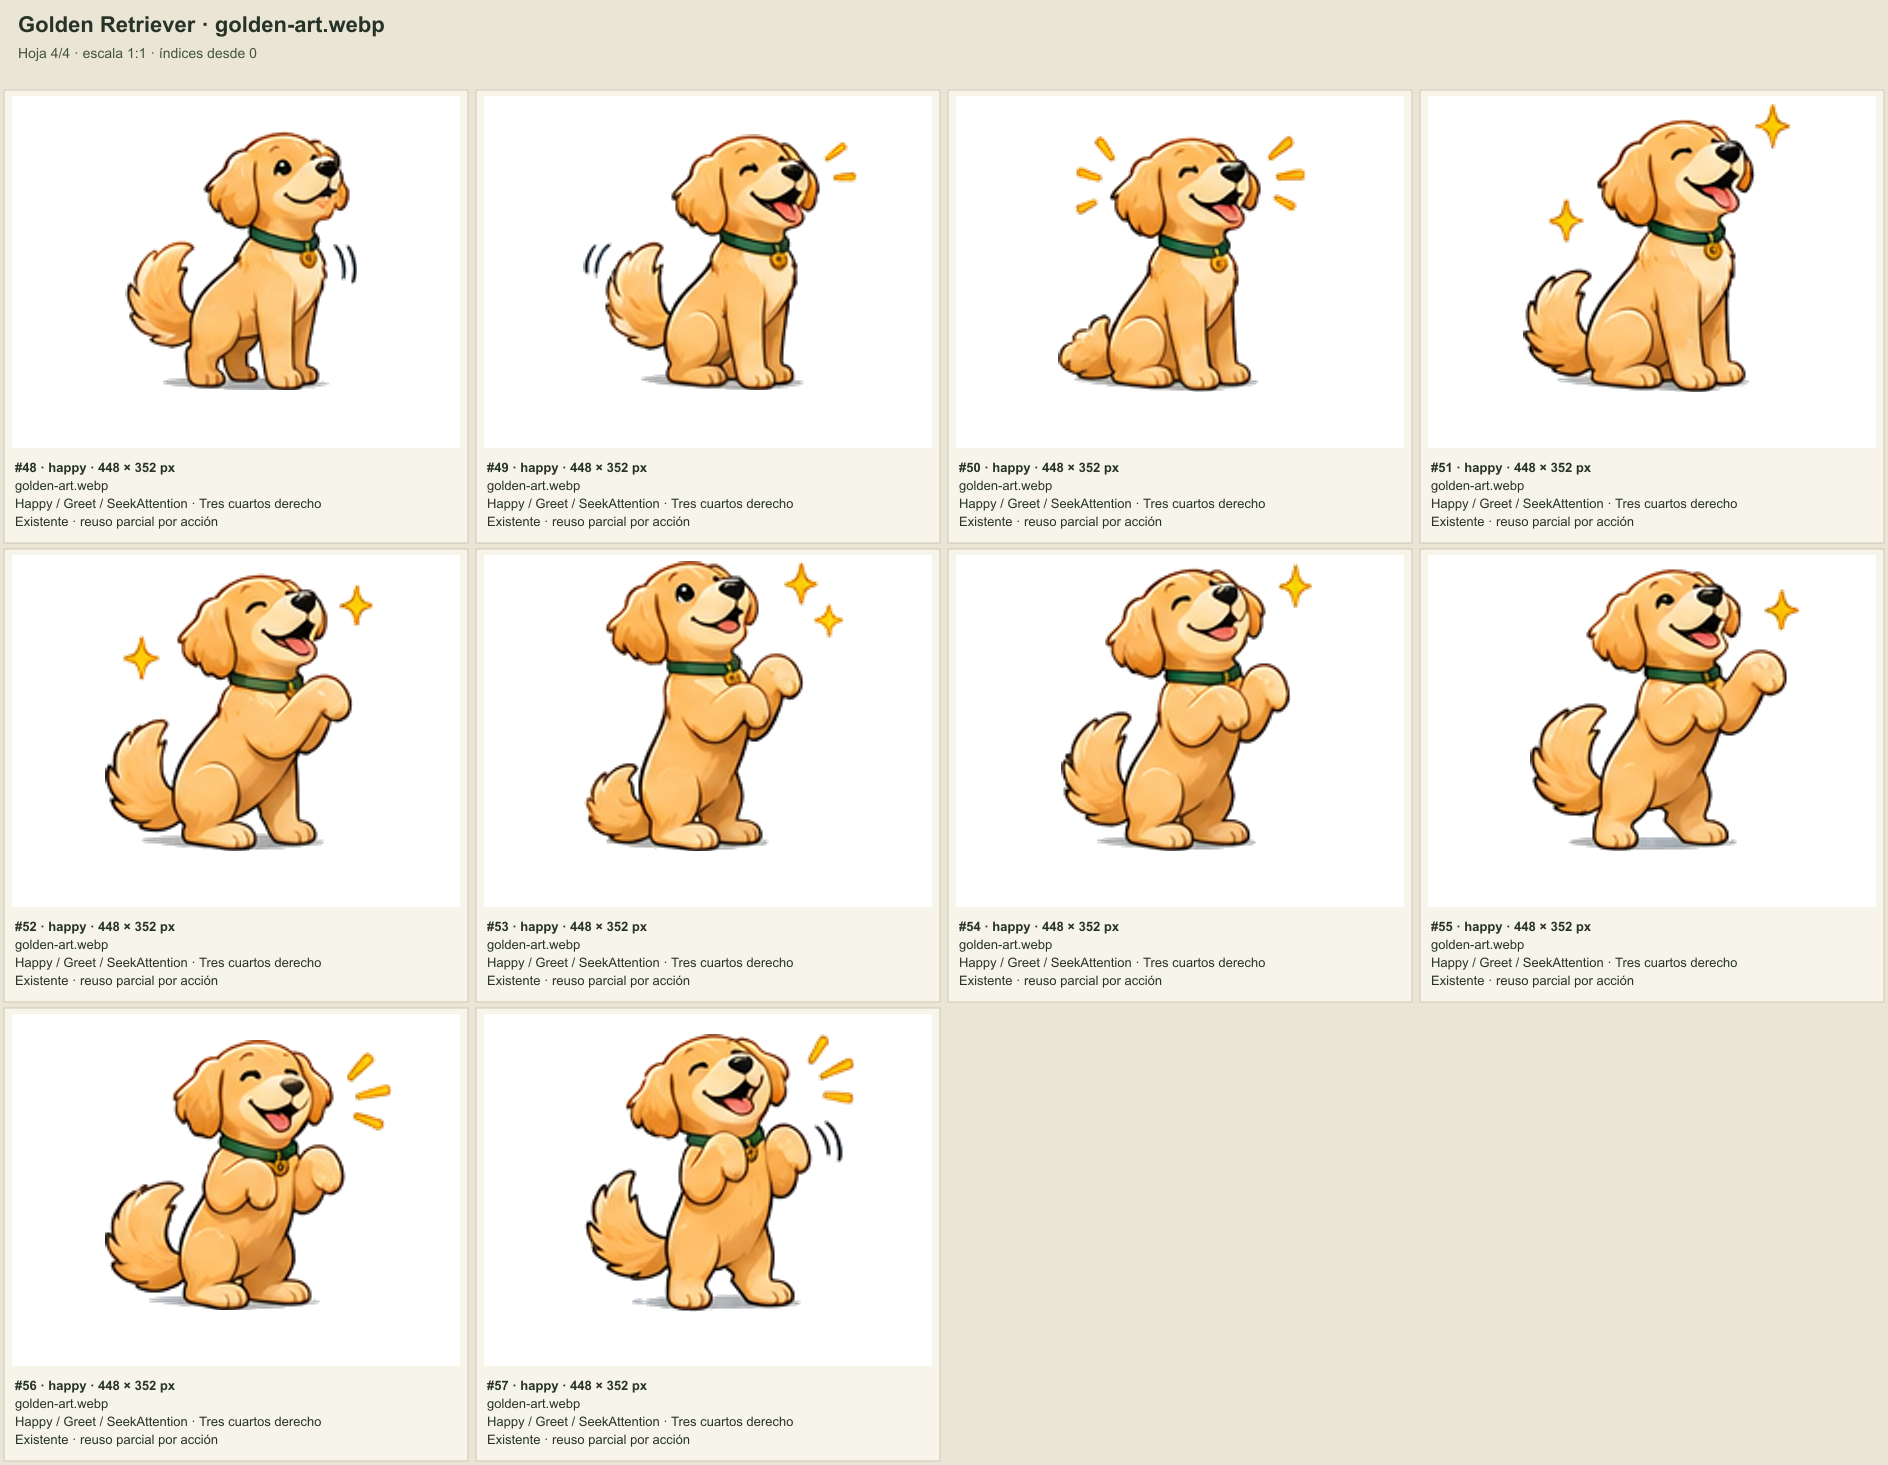 Golden Retriever · golden-art.webp
Hoja 4/4 · escala 1:1 · índices desde 0
#48 · happy · 448 × 352 px
golden-art.webp
Happy / Greet / SeekAttention · Tres cuartos derecho
Existente · reuso parcial por acción
#49 · happy · 448 × 352 px
golden-art.webp
Happy / Greet / SeekAttention · Tres cuartos derecho
Existente · reuso parcial por acción
#50 · happy · 448 × 352 px
golden-art.webp
Happy / Greet / SeekAttention · Tres cuartos derecho
Existente · reuso parcial por acción
#51 · happy · 448 × 352 px
golden-art.webp
Happy / Greet / SeekAttention · Tres cuartos derecho
Existente · reuso parcial por acción
#52 · happy · 448 × 352 px
golden-art.webp
Happy / Greet / SeekAttention · Tres cuartos derecho
Existente · reuso parcial por acción
#53 · happy · 448 × 352 px
golden-art.webp
Happy / Greet / SeekAttention · Tres cuartos derecho
Existente · reuso parcial por acción
#54 · happy · 448 × 352 px
golden-art.webp
Happy / Greet / SeekAttention · Tres cuartos derecho
Existente · reuso parcial por acción
#55 · happy · 448 × 352 px
golden-art.webp
Happy / Greet / SeekAttention · Tres cuartos derecho
Existente · reuso parcial por acción
#56 · happy · 448 × 352 px
golden-art.webp
Happy / Greet / SeekAttention · Tres cuartos derecho
Existente · reuso parcial por acción
#57 · happy · 448 × 352 px
golden-art.webp
Happy / Greet / SeekAttention · Tres cuartos derecho
Existente · reuso parcial por acción